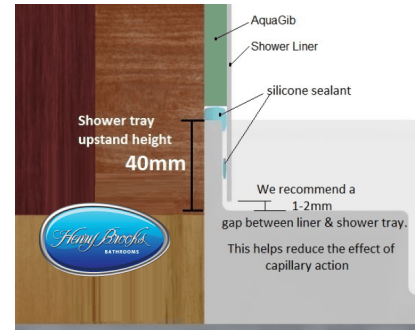 AquaGib
Shower Liner
silicone sealant
Shower tray
upstand height
40mm
We recommend a
1-2mm
gap between liner & shower tray.
This helps reduce the effect of
capillary action
Henry Brooks
BATHROOMS